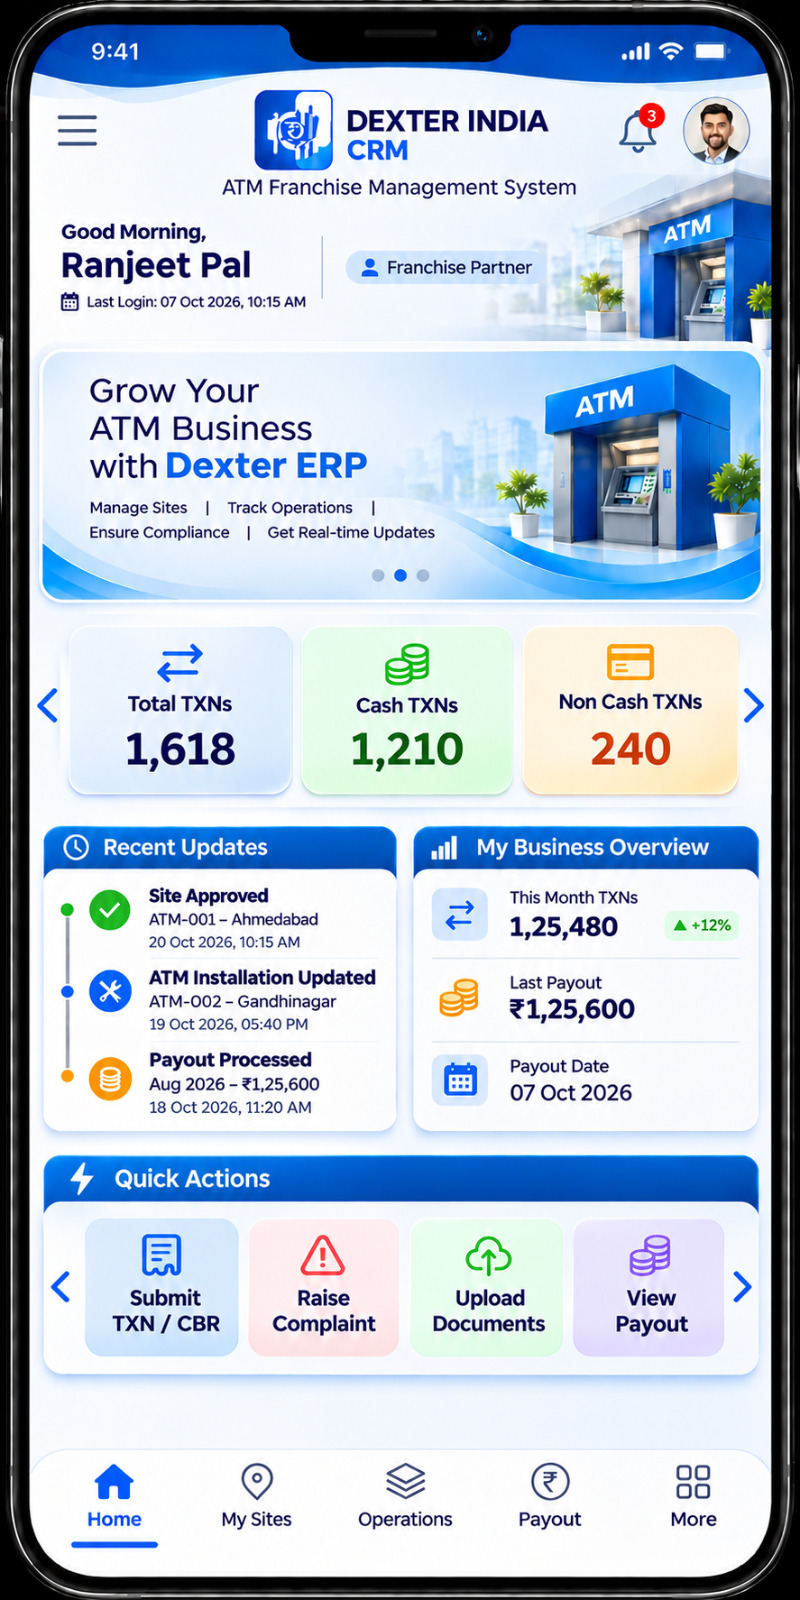 9:41
DEXTER INDIA
CRM
3
ATM Franchise Management System
Good Morning,
Ranjeet Pal
Last Login: 07 Oct 2026, 10:15 AM
Franchise Partner
ATM
Grow Your
ATM Business
with Dexter ERP
Manage Sites | Track Operations |
Ensure Compliance | Get Real-time Updates
ATM
Total TXNs
1,618
Cash TXNs
1,210
Non Cash TXNs
240
Recent Updates
Site Approved
ATM-001 – Ahmedabad
20 Oct 2026, 10:15 AM
ATM Installation Updated
ATM-002 – Gandhinagar
19 Oct 2026, 05:40 PM
Payout Processed
Aug 2026 – ₹1,25,600
18 Oct 2026, 11:20 AM
My Business Overview
This Month TXNs
1,25,480
▲ +12%
Last Payout
₹1,25,600
Payout Date
07 Oct 2026
Quick Actions
Submit
TXN / CBR
Raise
Complaint
Upload
Documents
View
Payout
Home
My Sites
Operations
₹
Payout
More